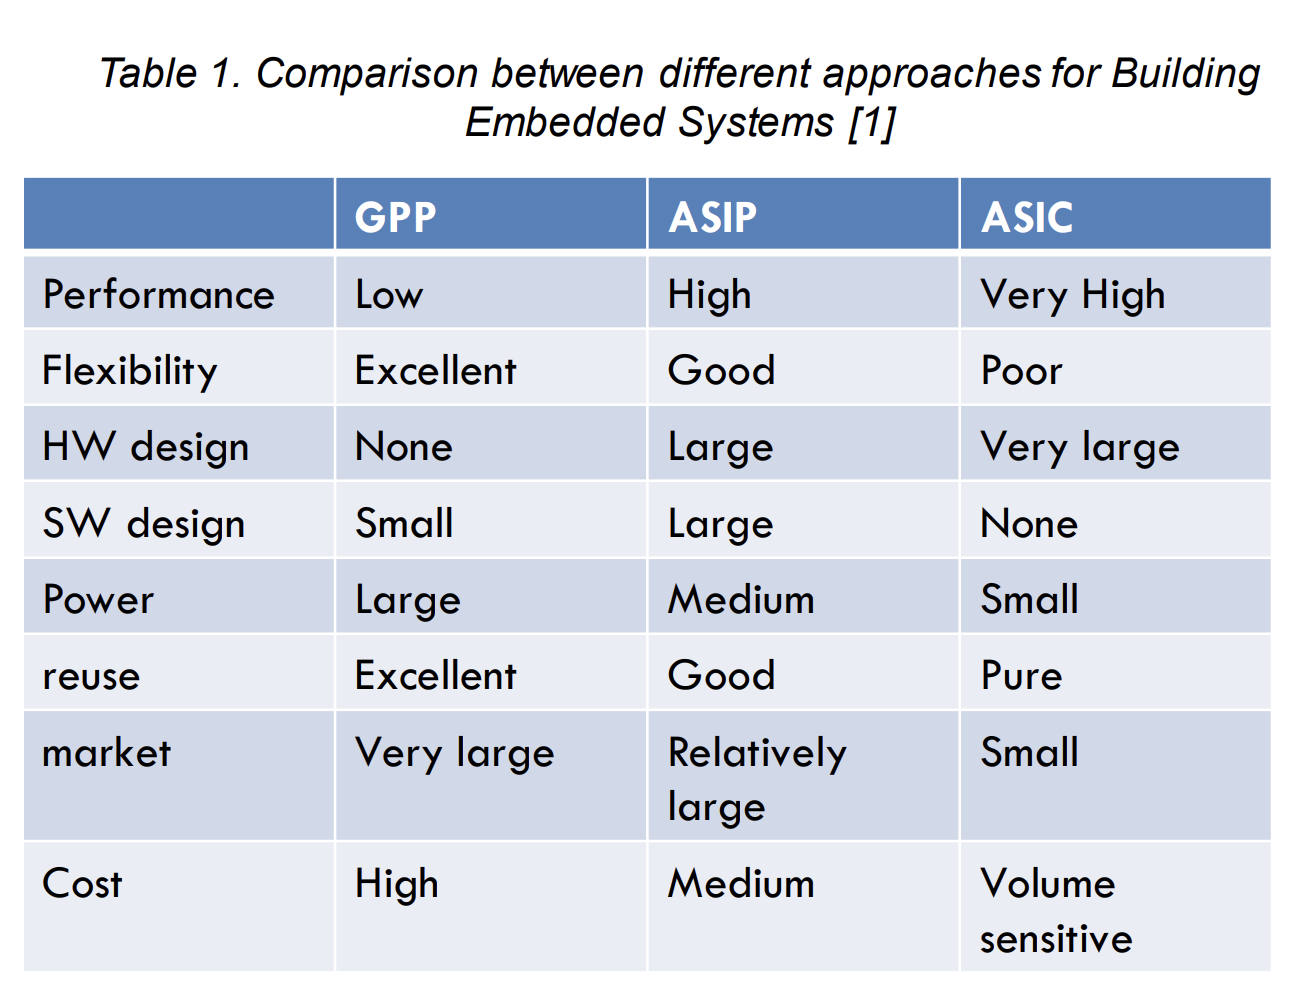 Table 1. Comparison between different approaches for Building
Embedded Systems [1]
GPP ASIP ASIC
Performance Low High Very High
Flexibility Excellent Good Poor
HW design None Large Very large
SW design Small Large None
Power Large Medium Small
reuse Excellent Good Pure
market Very large Relatively Small
large
Cost High Medium Volume
sensitive